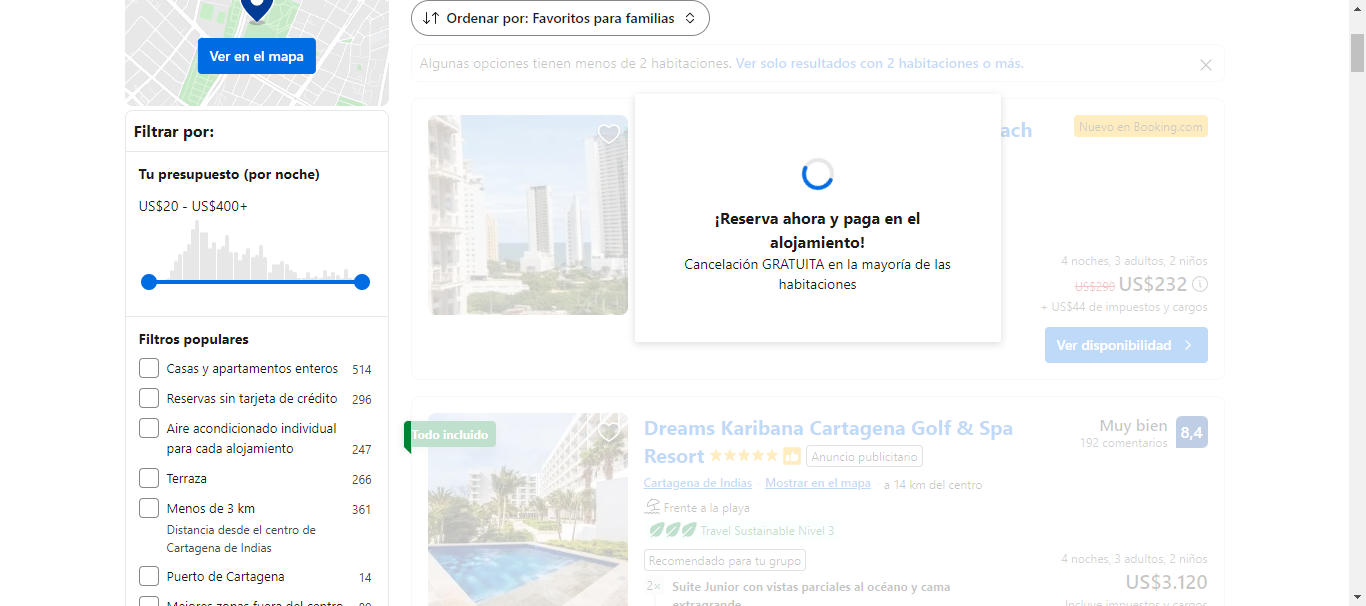 Ver en el mapa
Filtrar por:
Tu presupuesto (por noche)
US$20 - US$400+
Filtros populares
Casas y apartamentos enteros 514
Reservas sin tarjeta de crédito 296
Aire acondicionado individual
para cada alojamiento 247
Terraza 266
Menos de 3 km 361
Distancia desde el centro de
Cartagena de Indias
Puerto de Cartagena 14
Mejores zonas fuera del centro
Ordenar por: Favoritos para familias
Algunas opciones tienen menos de 2 habitaciones. Ver solo resultados con 2 habitaciones o más.
ach
Nuevo en Booking.com
¡Reserva ahora y paga en el
alojamiento!
Cancelación GRATUITA en la mayoría de las
habitaciones
4 noches, 3 adultos, 2 niños
US$290 US$232
+ US$44 de impuestos y cargos
Ver disponibilidad
Todo incluido
Dreams Karibana Cartagena Golf & Spa
Resort Anuncio publicitario
Muy bien 8,4
192 comentarios
Cartagena de Indias Mostrar en el mapa a 14 km del centro
Frente a la playa
Travel Sustainable Nivel 3
Recomendado para tu grupo
2× Suite Junior con vistas parciales al océano y cama
extragrande
4 noches, 3 adultos, 2 niños
US$3.120
Incluye impuestos y cargos